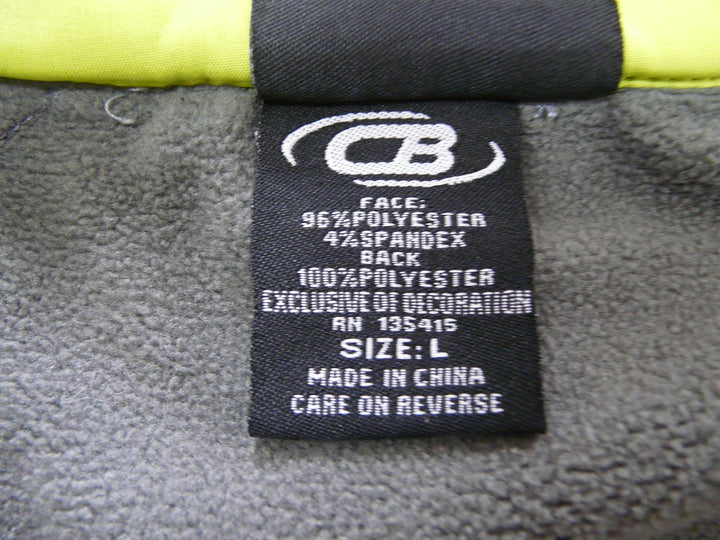 CB
FACE:
96%POLYESTER
4%SPANDEX
BACK
100%POLYESTER
EXCLUSIVE OF DECORATION
RN 135415
SIZE: L
MADE IN CHINA
CARE ON REVERSE